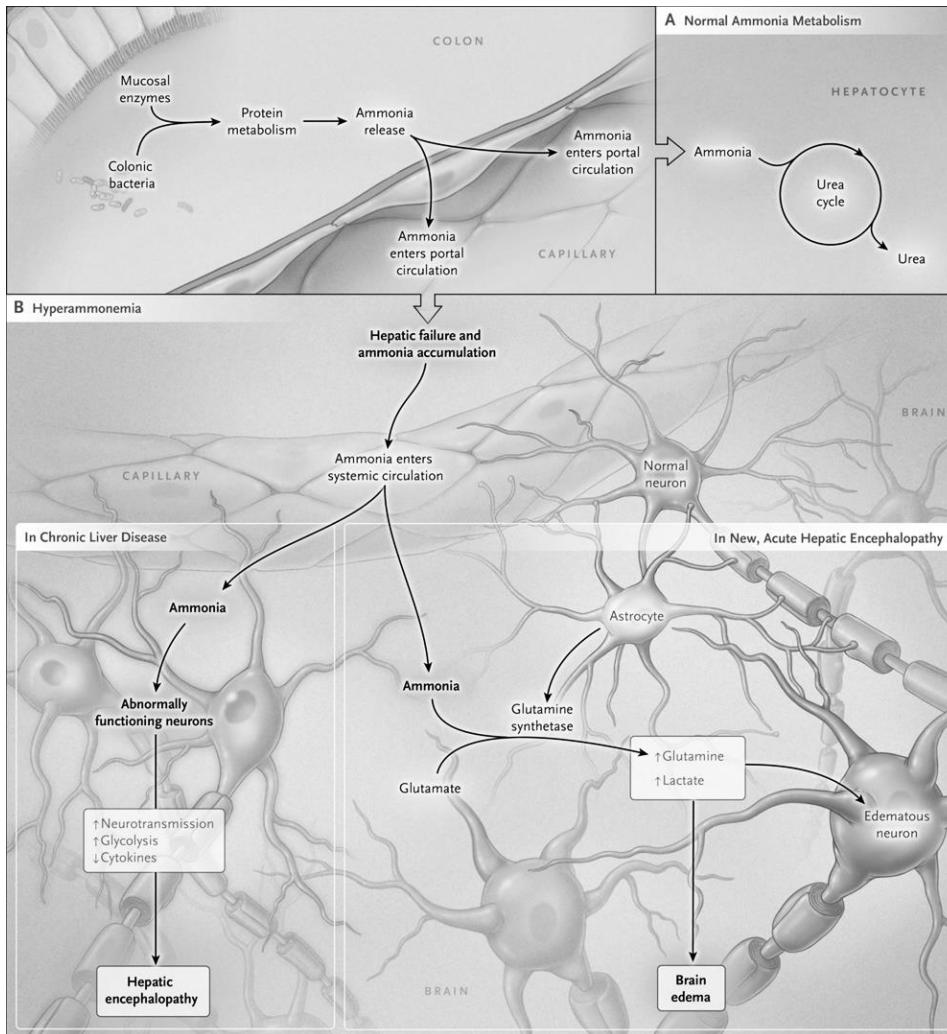 COLON
Mucosal
enzymes
Colonic
bacteria
Protein
metabolism
Ammonia
release
Ammonia
enters portal
circulation
Ammonia
enters portal
circulation
CAPILLARY
A Normal Ammonia Metabolism
HEPATOCYTE
Ammonia
Urea
cycle
Urea
B Hyperammonemia
Hepatic failure and
ammonia accumulation
BRAIN
Ammonia enters
systemic circulation
CAPILLARY
Normal
neuron
In Chronic Liver Disease
Ammonia
Abnormally
functioning neurons
↑Neurotransmission
↑Glycolysis
↓Cytokines
Hepatic
encephalopathy
In New, Acute Hepatic Encephalopathy
Astrocyte
Ammonia
Glutamine
synthetase
Glutamate
↑Glutamine
↑Lactate
Edematous
neuron
Brain
edema
BRAIN